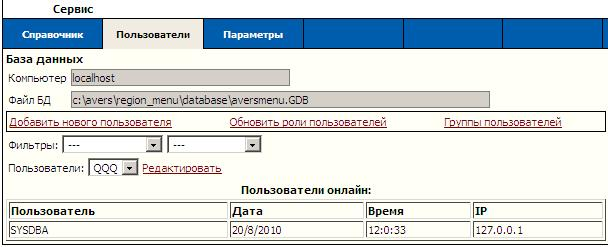 Сервис
Справочник Пользователи Параметры
База данных
Компьютер localhost
Файл БД c:\avers\region_menu\database\aversmenu.GDB
Добавить нового пользователя Обновить роли пользователей Группы пользователей
Фильтры: --- ---
Пользователи: QQQ Редактировать
Пользователи онлайн:
Пользователь Дата Время IP
SYSDBA 20/8/2010 12:0:33 127.0.0.1